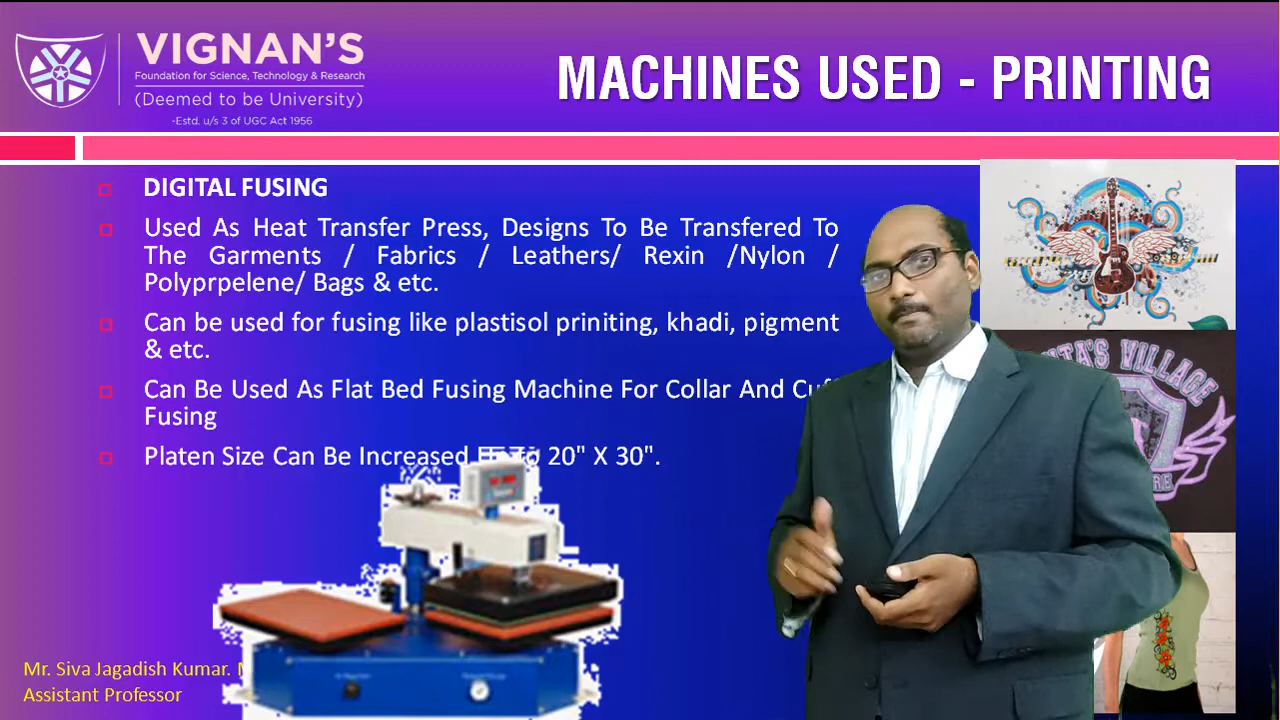 VIGNAN'S
Foundation for Science, Technology & Research
(Deemed to be University)
-Estd. u/s 3 of UGC Act 1956
MACHINES USED - PRINTING
DIGITAL FUSING
Used As Heat Transfer Press, Designs To Be Transfered To
The Garments / Fabrics / Leathers/ Rexin /Nylon /
Polyprpelene/ Bags & etc.
Can be used for fusing like plastisol priniting, khadi, pigment
& etc.
Can Be Used As Flat Bed Fusing Machine For Collar And
Fusing
Platen Size Can Be Increased 20" X 30".
VILLAGE
Mr. Siva Jagadish Kumar.
Assistant Professor